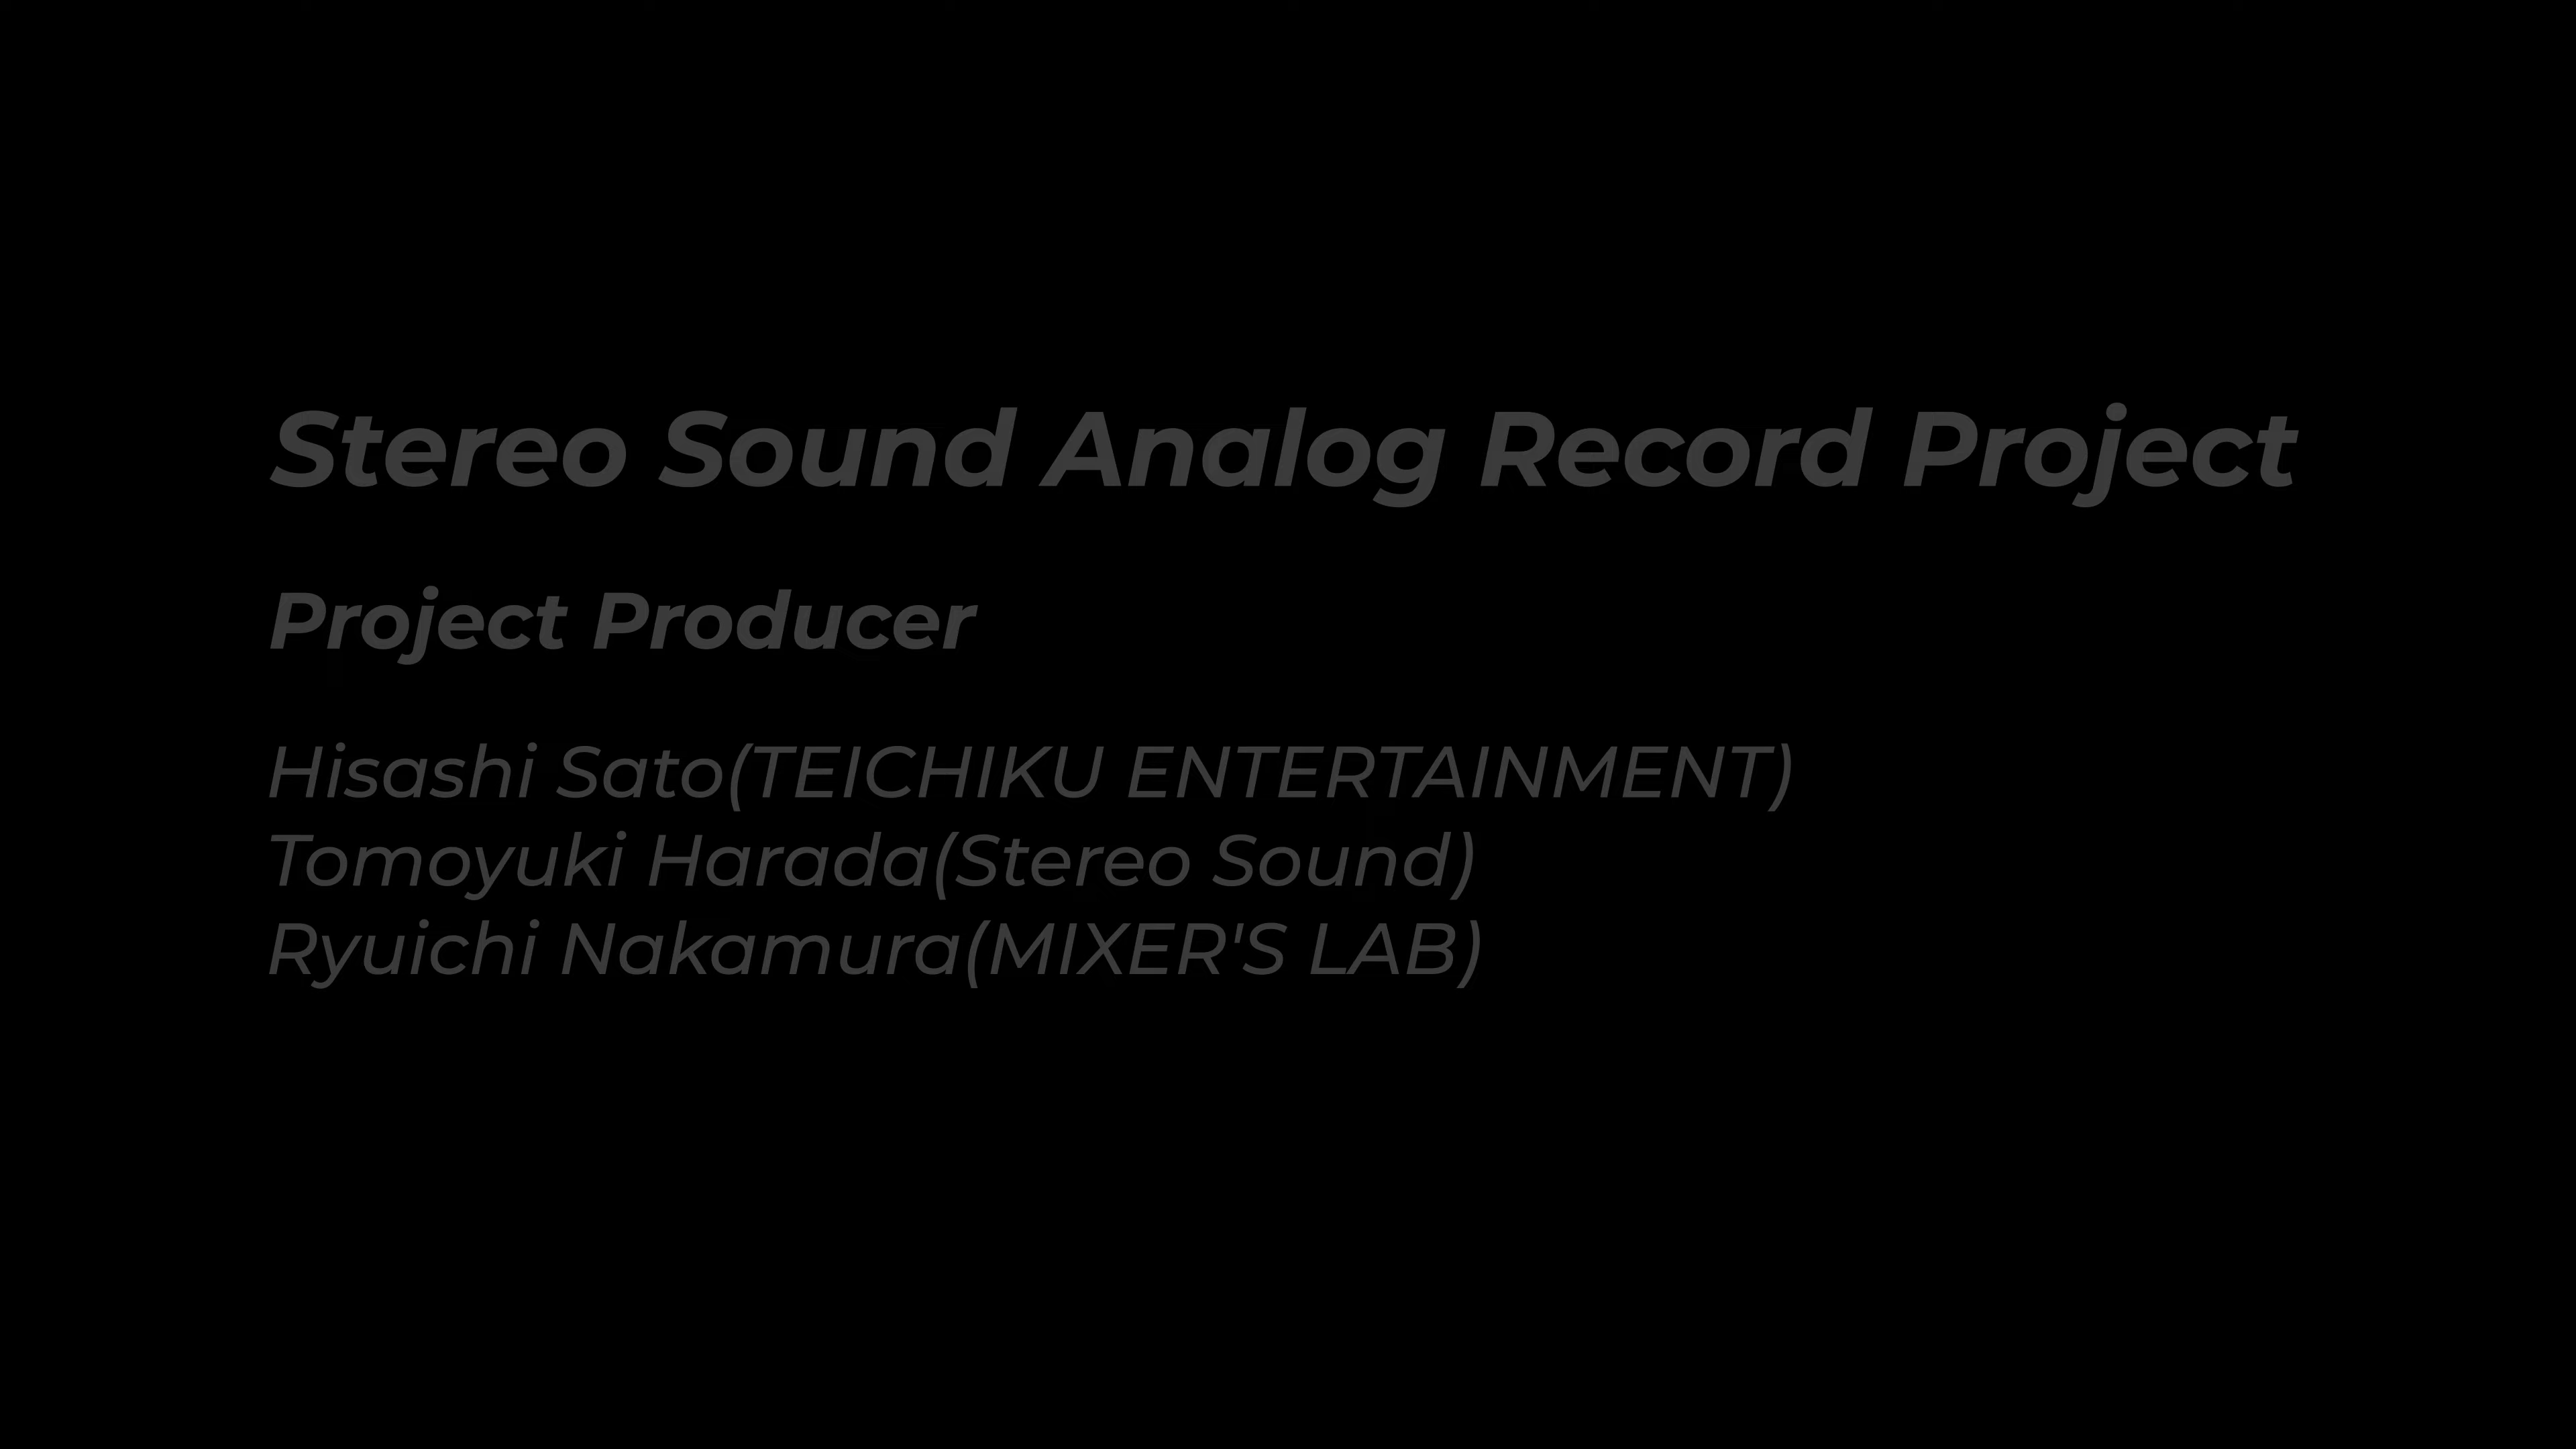 Stereo Sound Analog Record Project
Project Producer
Hisashi Sato(TEICHIKU ENTERTAINMENT)
Tomoyuki Harada(Stereo Sound)
Ryuichi Nakamura(MIXER'S LAB)